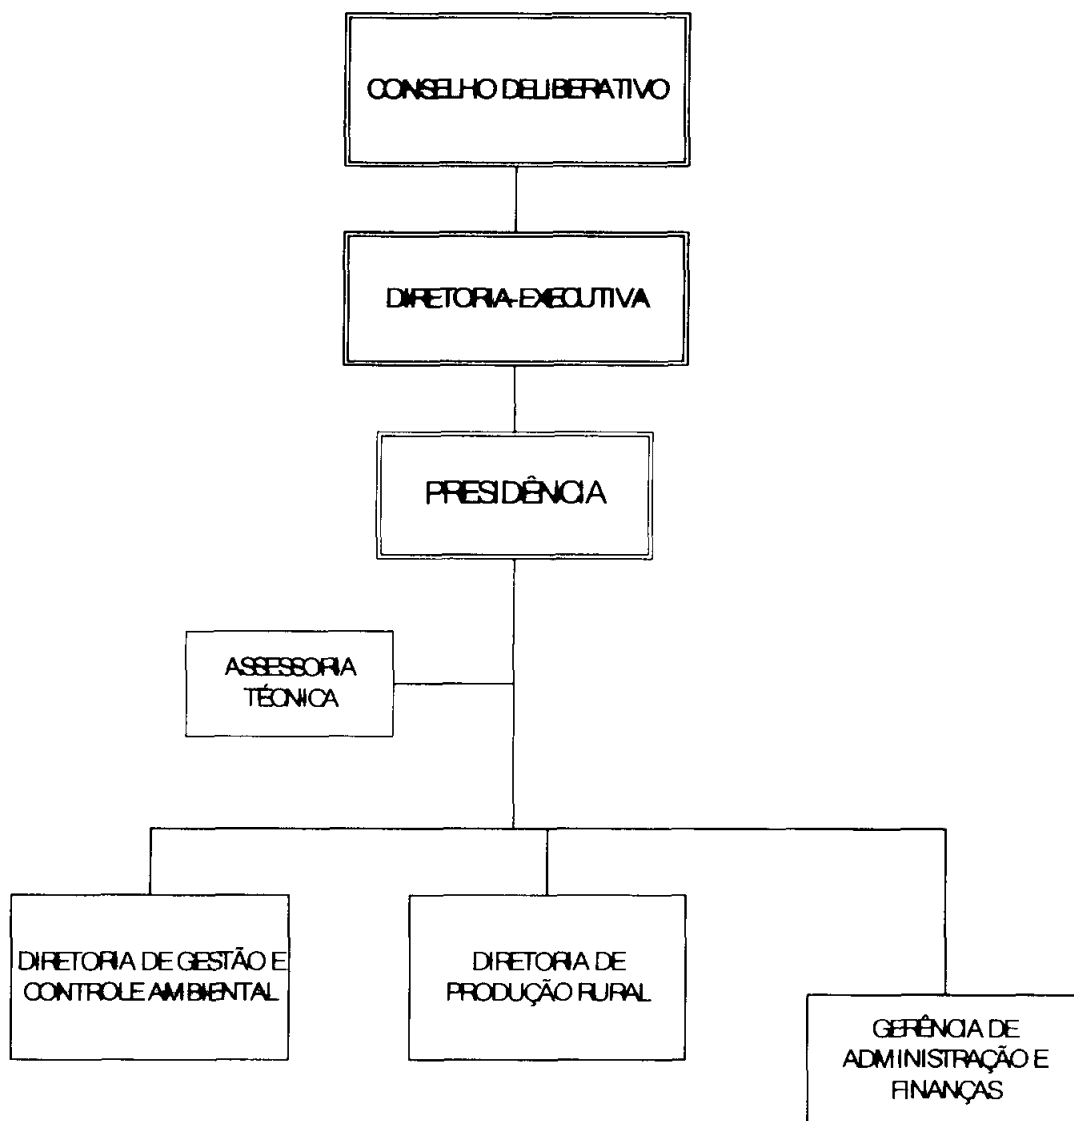 CONSELHO DELIBERATIVO
DIRETORIA-EXECUTIVA
PRESIDÊNCIA
ASSESSORIA
TÉCNICA
DIRETORIA DE GESTÃO E
CONTROLE AMBIENTAL
DIRETORIA DE
PRODUÇÃO RURAL
GERÊNCIA DE
ADMINISTRAÇÃO E
FINANÇAS